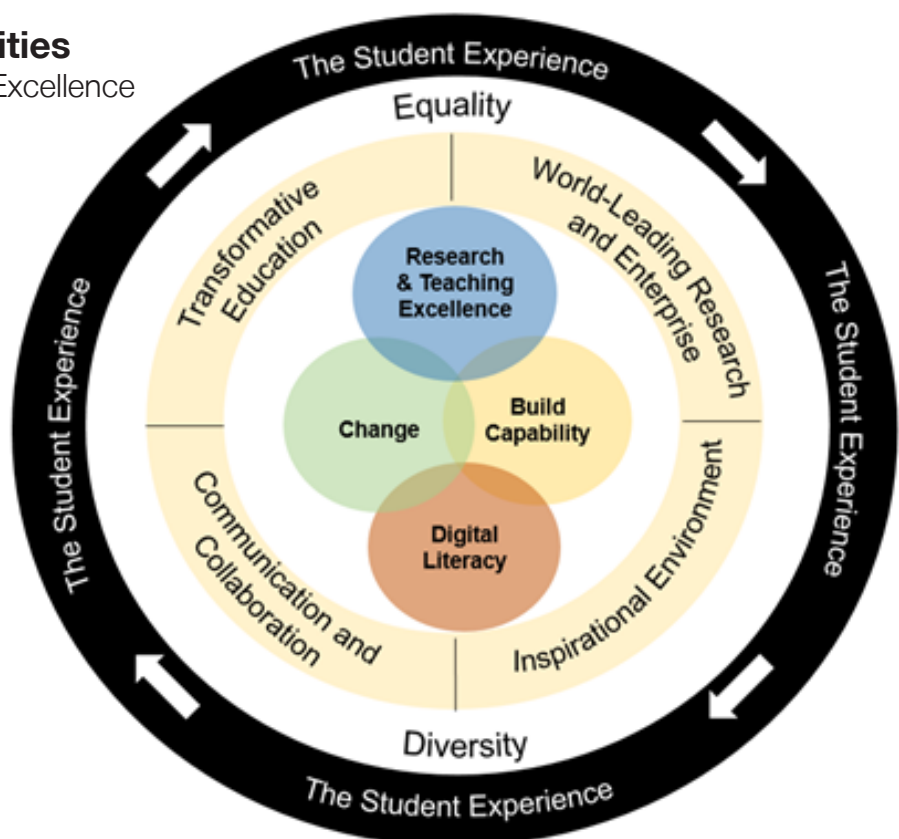 ities
Excellence
The Student Experience
Equality
Transformative
Education
World-Leading Research
and Enterprise
Research
& Teaching
Excellence
The Student Experience
The Student Experience
Change
Build
Capability
Digital
Literacy
Communication and
Collaboration
Inspirational Environment
Diversity
The Student Experience